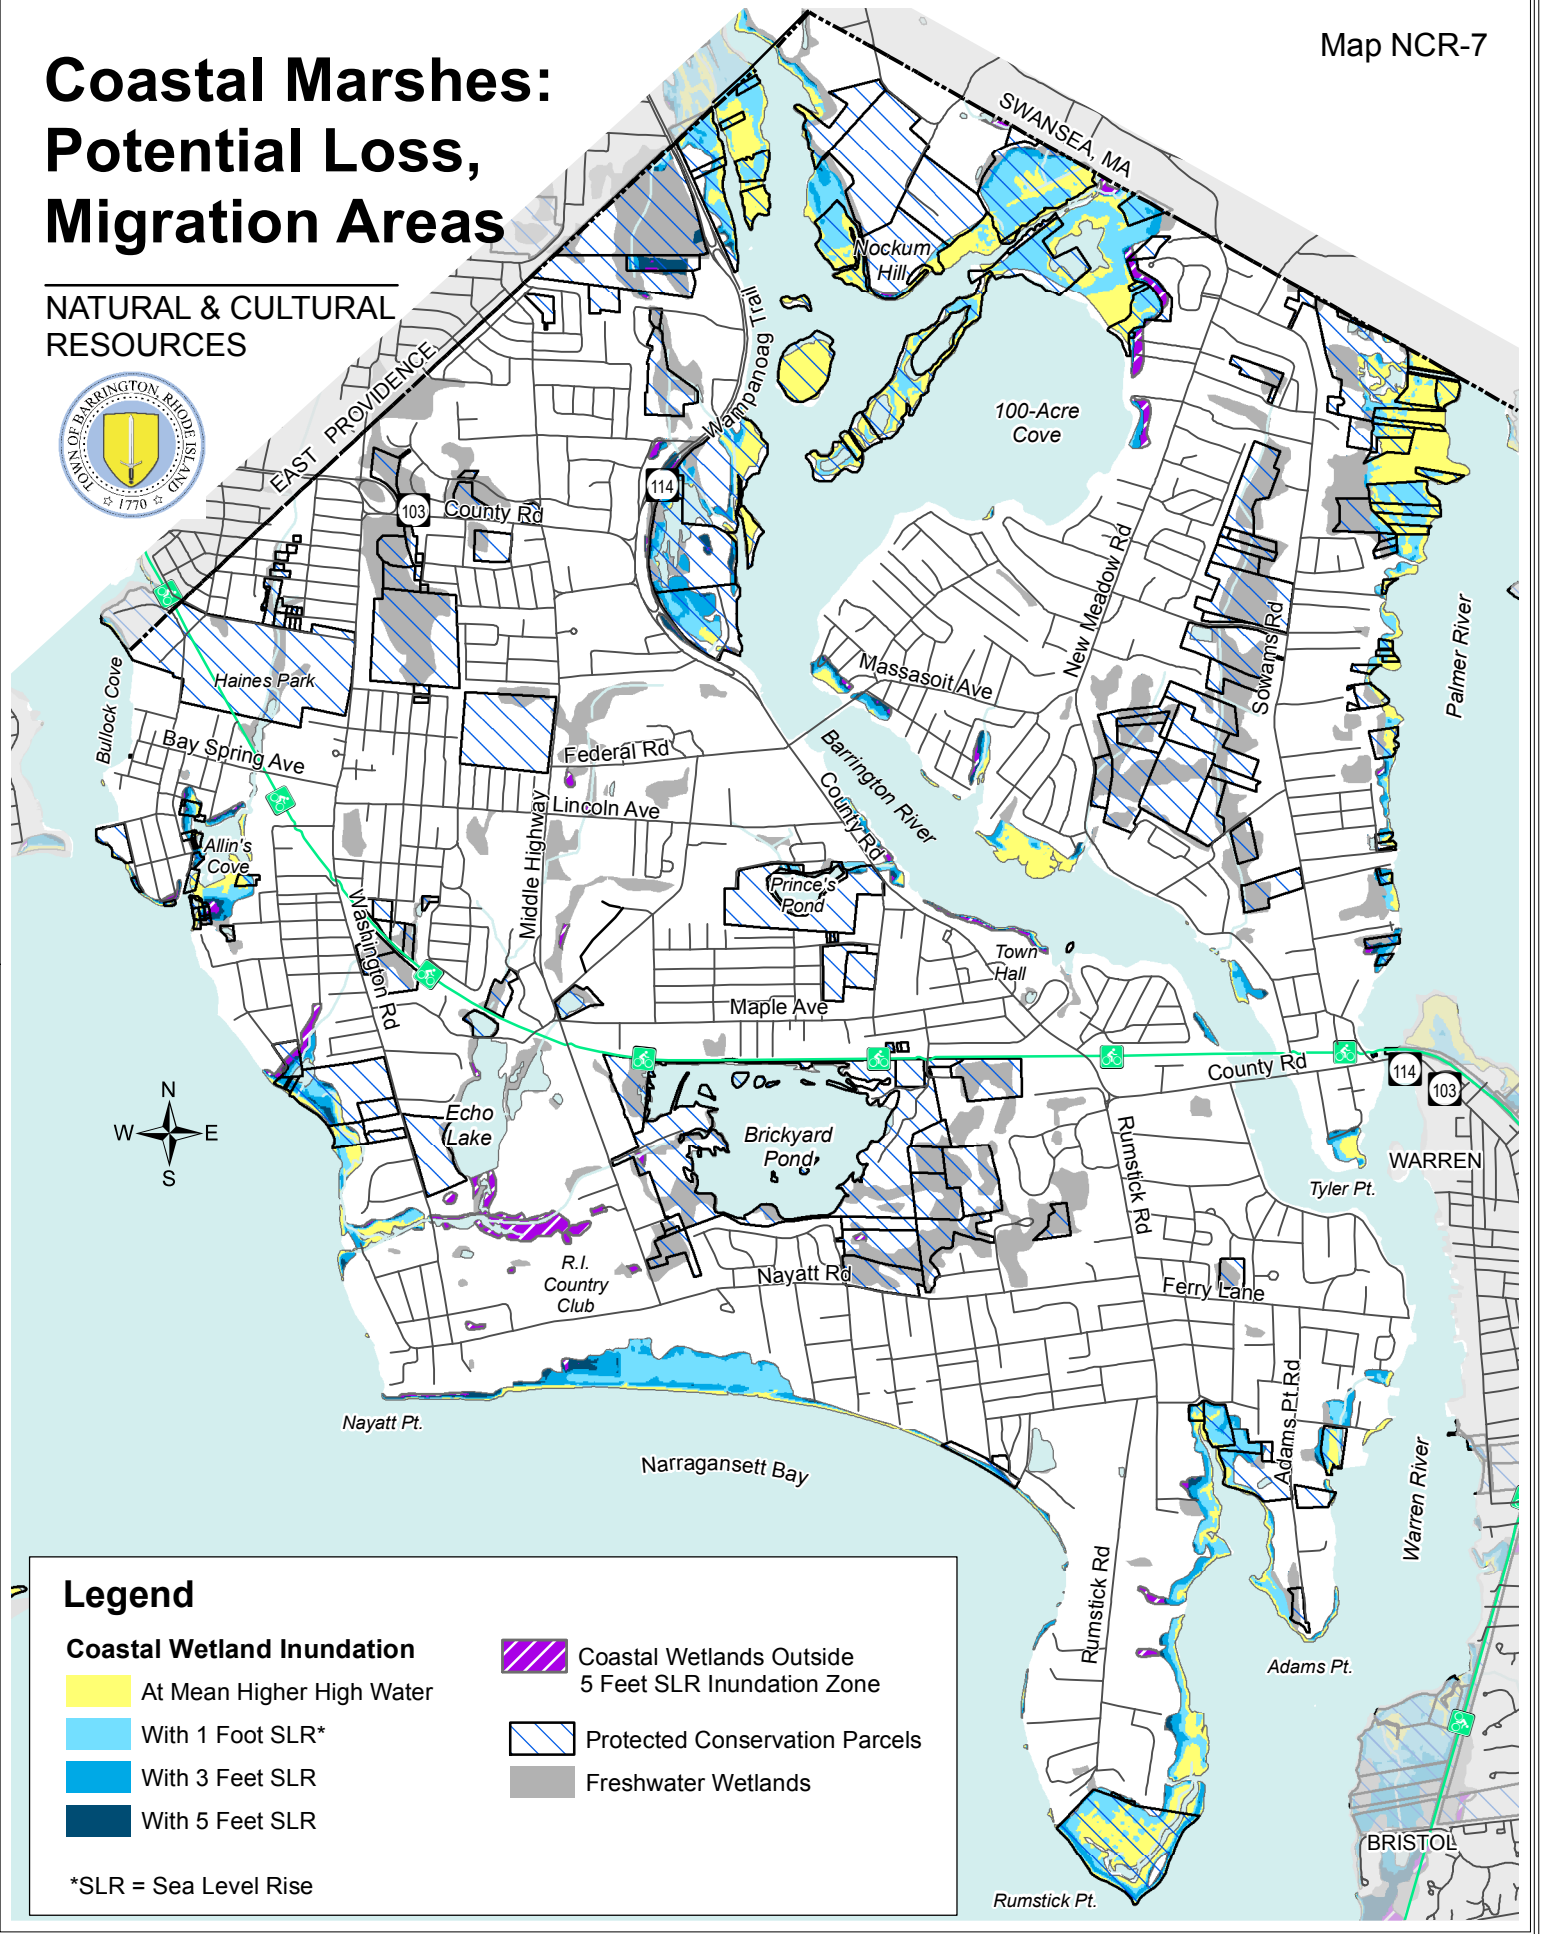 Map NCR-7
Coastal Marshes:
Potential Loss,
Migration Areas
NATURAL & CULTURAL
RESOURCES
TOWN OF BARRINGTON, RHODE ISLAND
1770
SWANSEA, MA
EAST PROVIDENCE
Nockum
Hill
Wampanoag Trail
100-Acre
Cove
114
103
County Rd
New Meadow Rd
Sowams Rd
Palmer River
Massasoit Ave
Haines Park
Bullock Cove
Bay Spring Ave
Federal Rd
Lincoln Ave
Middle Highway
Barrington River
County Rd
Allin's
Cove
Prince's
Pond
Washington Rd
Town
Hall
Maple Ave
County Rd
114
103
N
W
E
S
Echo
Lake
Brickyard
Pond
Rumstick Rd
WARREN
Tyler Pt.
R.I.
Country
Club
Nayatt Rd
Ferry Lane
Adams Pt Rd
Nayatt Pt.
Narragansett Bay
Warren River
Rumstick Rd
Adams Pt.
BRISTOL
Rumstick Pt.
Legend
Coastal Wetland Inundation
At Mean Higher High Water
With 1 Foot SLR*
With 3 Feet SLR
With 5 Feet SLR
*SLR = Sea Level Rise
Coastal Wetlands Outside
5 Feet SLR Inundation Zone
Protected Conservation Parcels
Freshwater Wetlands